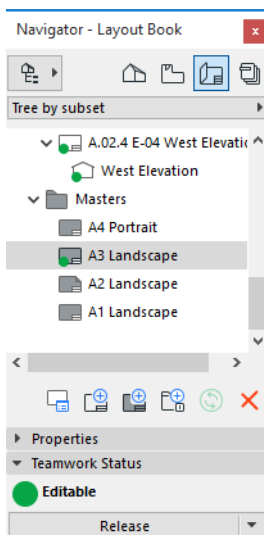 Navigator - Layout Book
Tree by subset
A.02.4 E-04 West Elevatic
West Elevation
Masters
A4 Portrait
A3 Landscape
A2 Landscape
A1 Landscape
Properties
Teamwork Status
Editable
Release